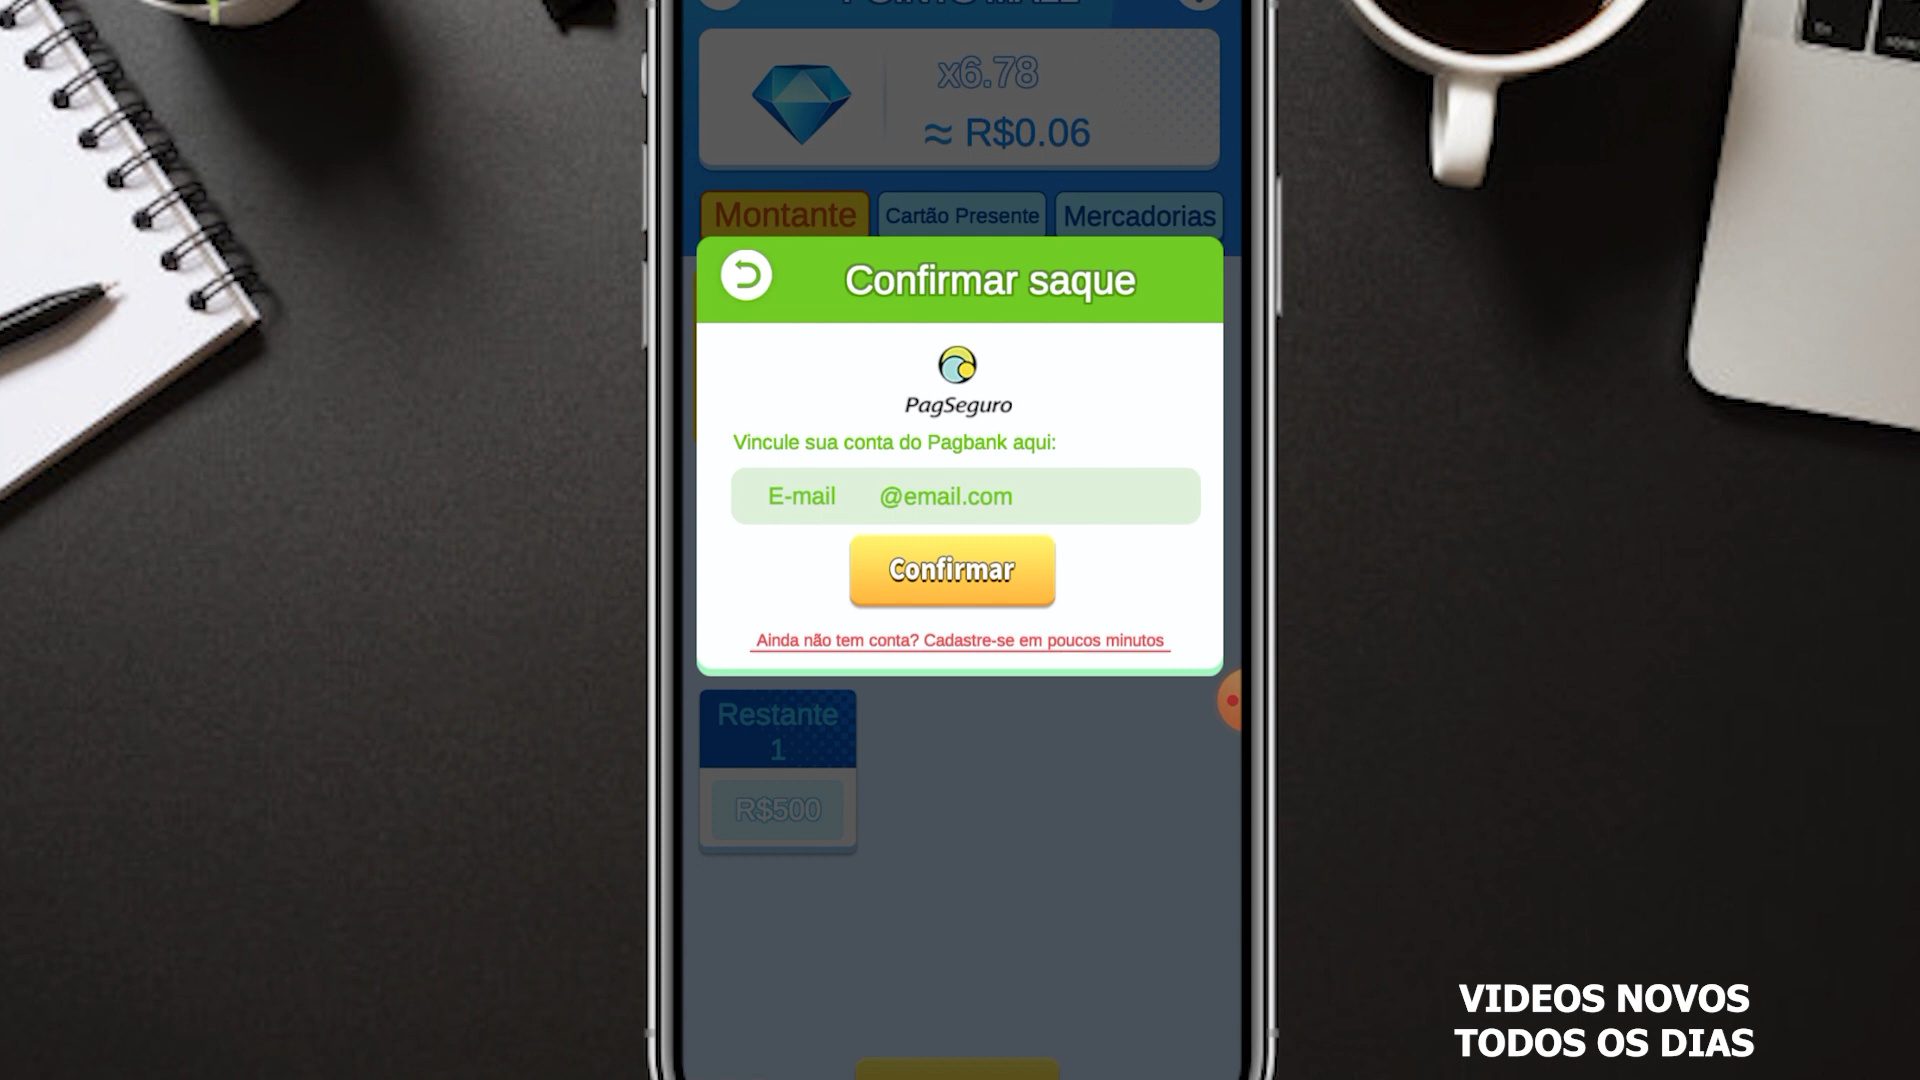 POINTS MALL
x6.78
≈ R$0.06
Montante
Cartão Presente
Mercadorias
Confirmar saque
PagSeguro
Vincule sua conta do Pagbank aqui:
E-mail @email.com
Confirmar
Ainda não tem conta? Cadastre-se em poucos minutos
Restante
1
R$500
VIDEOS NOVOS
TODOS OS DIAS